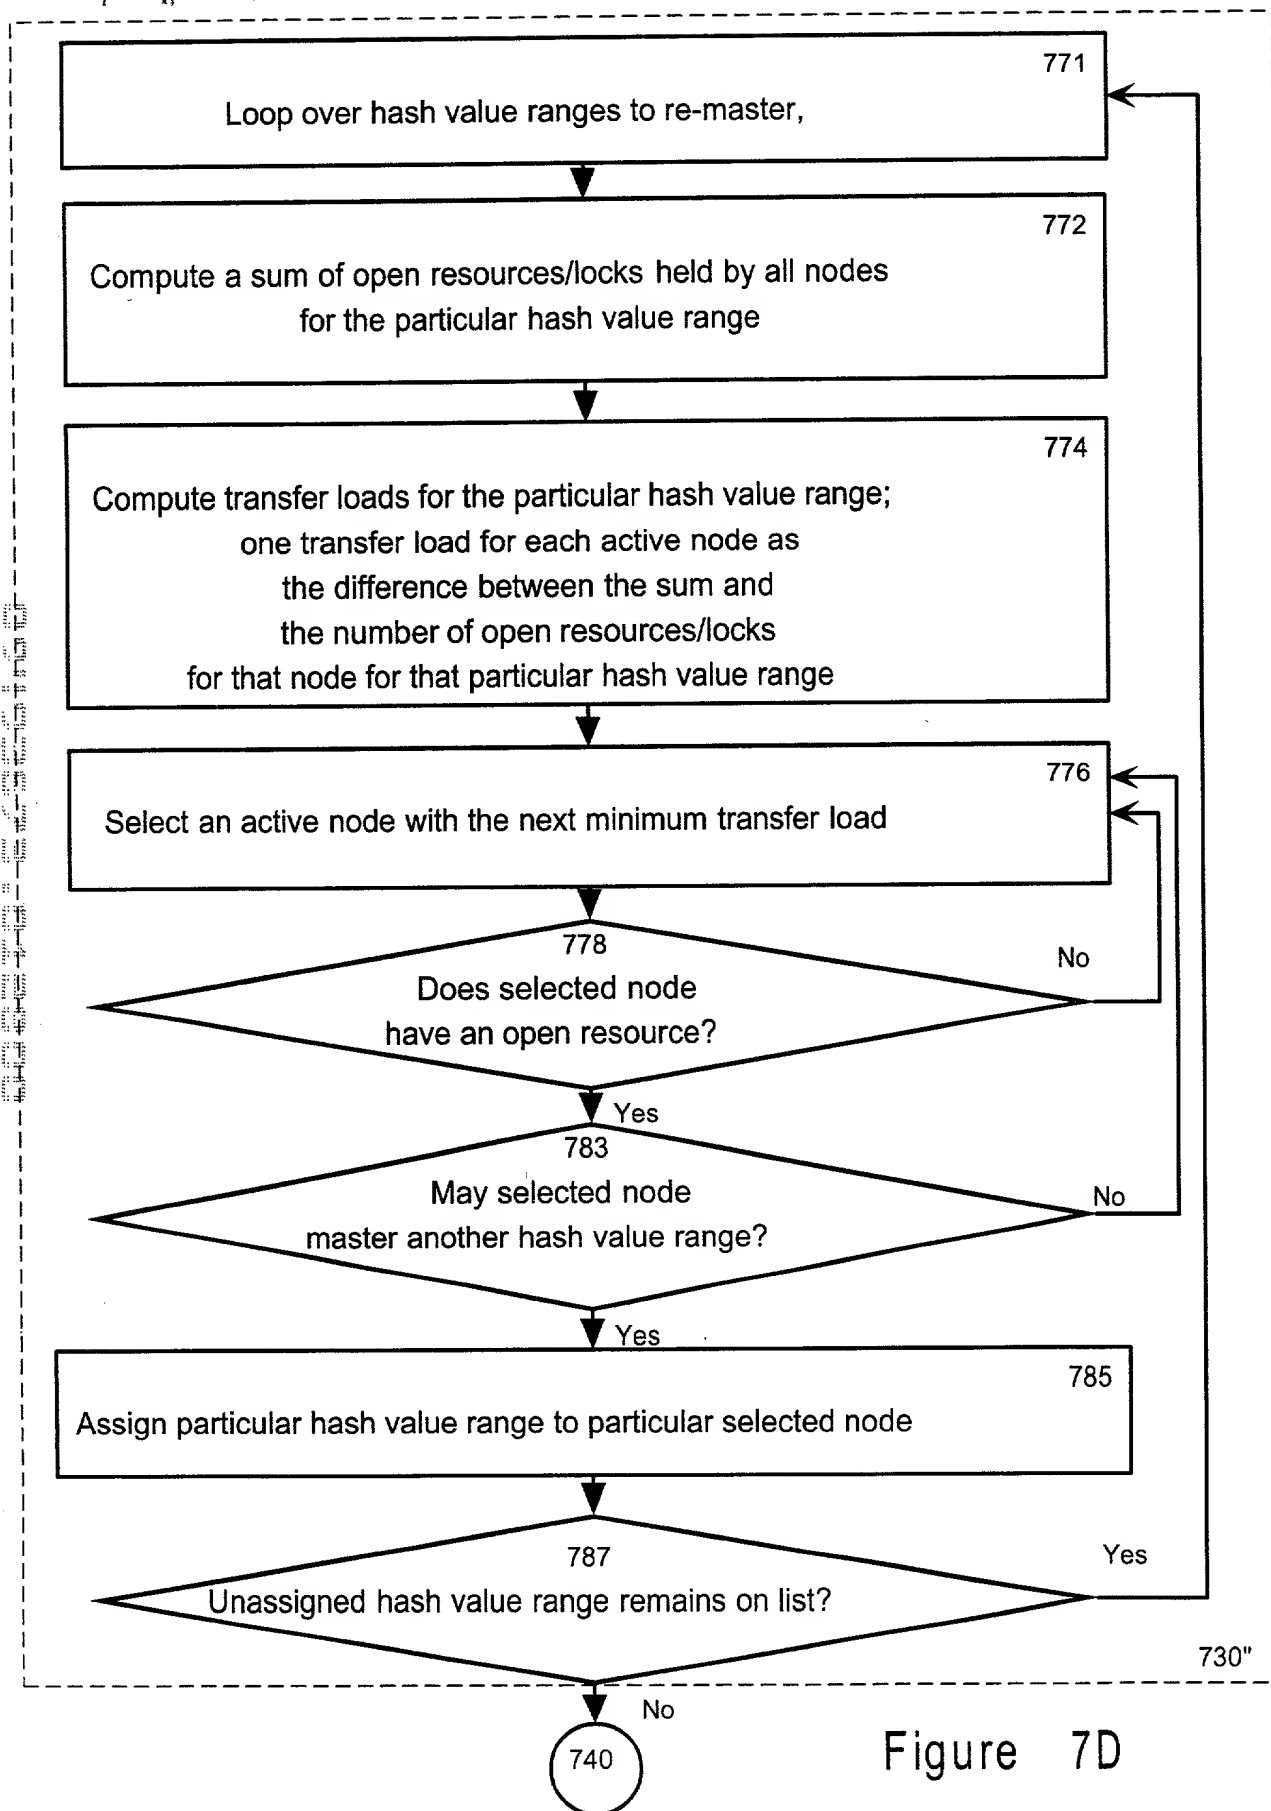 771
Loop over hash value ranges to re-master,
772
Compute a sum of open resources/locks held by all nodes
for the particular hash value range
774
Compute transfer loads for the particular hash value range;
one transfer load for each active node as
the difference between the sum and
the number of open resources/locks
for that node for that particular hash value range
776
Select an active node with the next minimum transfer load
778
Does selected node
have an open resource?
No
Yes
783
May selected node
master another hash value range?
No
Yes
785
Assign particular hash value range to particular selected node
787
Unassigned hash value range remains on list?
Yes
730"
No
740
Figure 7D